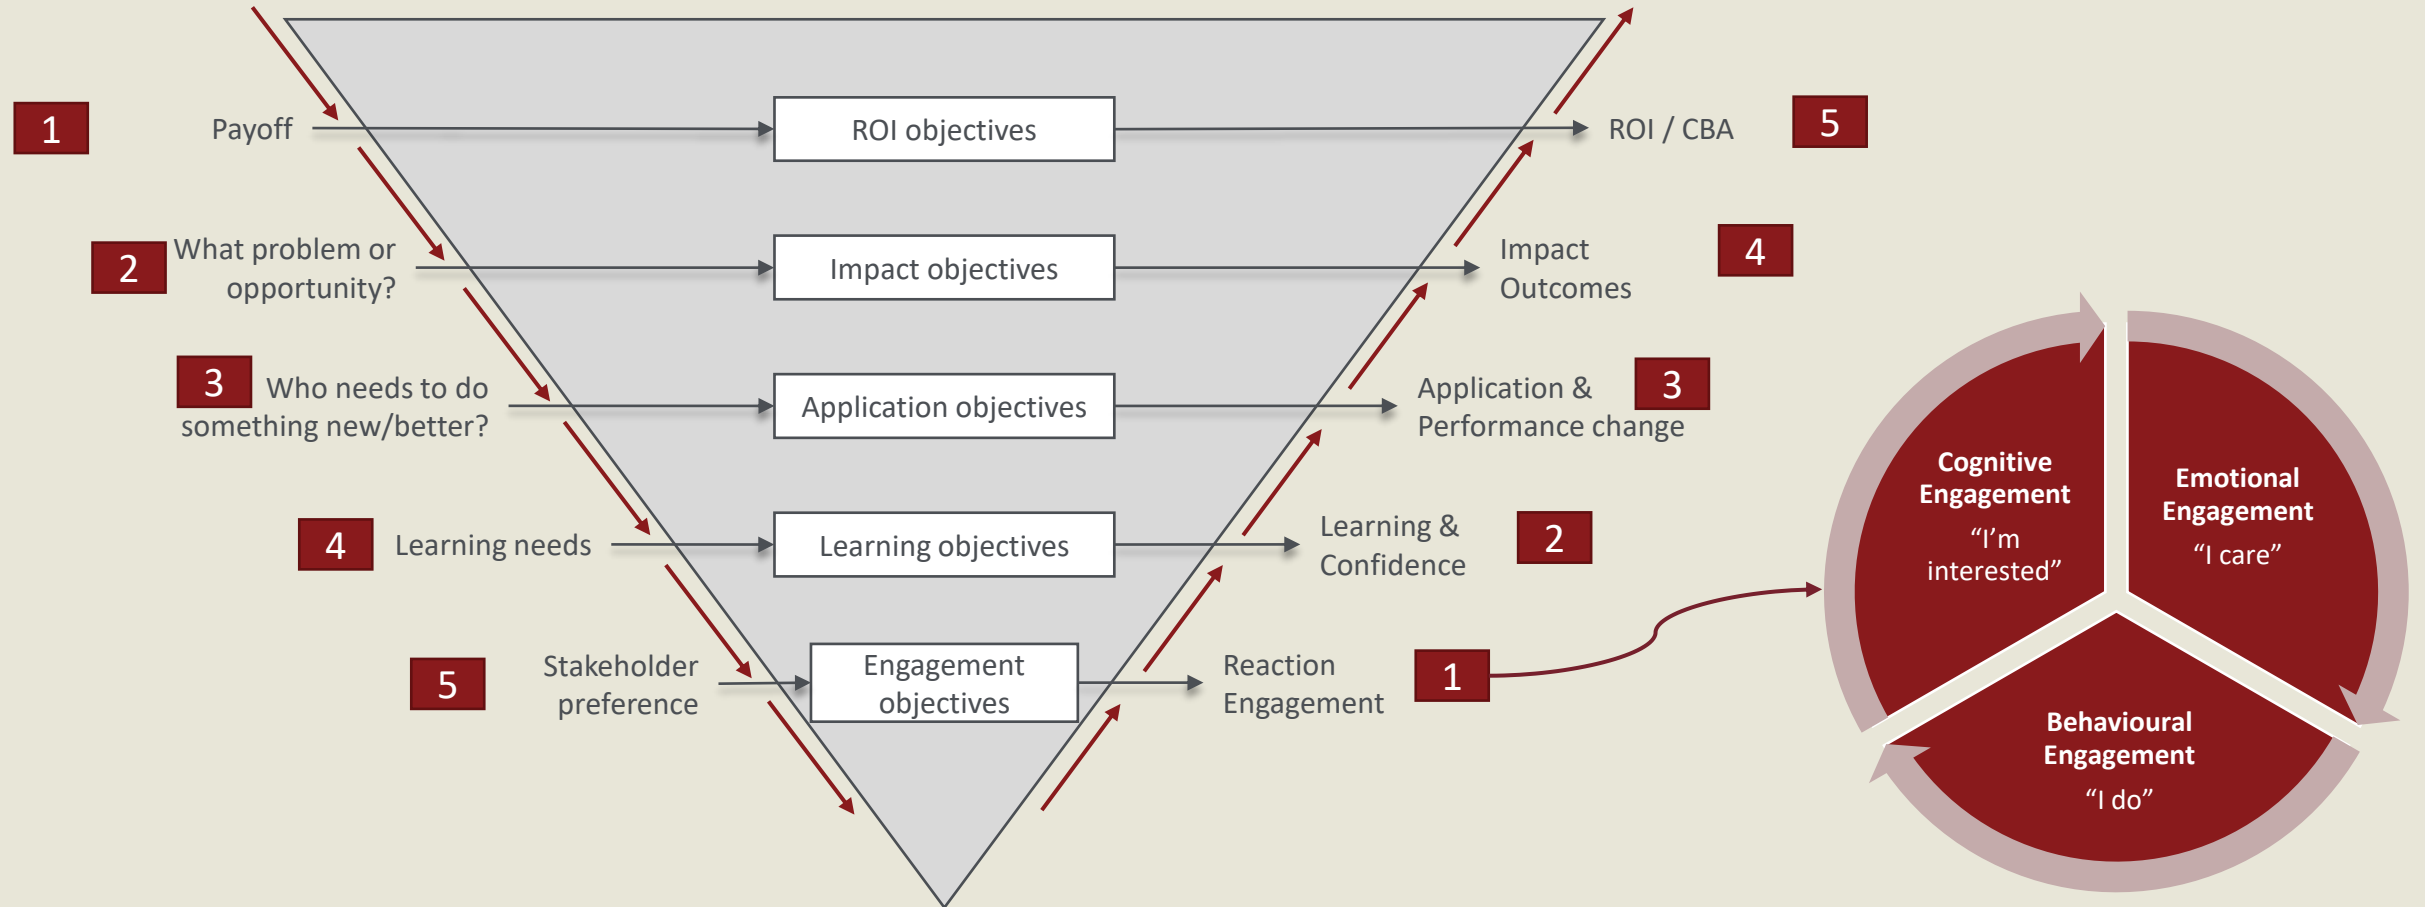 1
Payoff
ROI objectives
ROI / CBA
5
2
What problem or
opportunity?
Impact objectives
Impact
Outcomes
4
3
Who needs to do
something new/better?
Application objectives
Application &
Performance change
3
4
Learning needs
Learning objectives
Learning &
Confidence
2
5
Stakeholder
preference
Engagement
objectives
Reaction
Engagement
1
Cognitive
Engagement
“I’m
interested”
Emotional
Engagement
“I care”
Behavioural
Engagement
“I do”